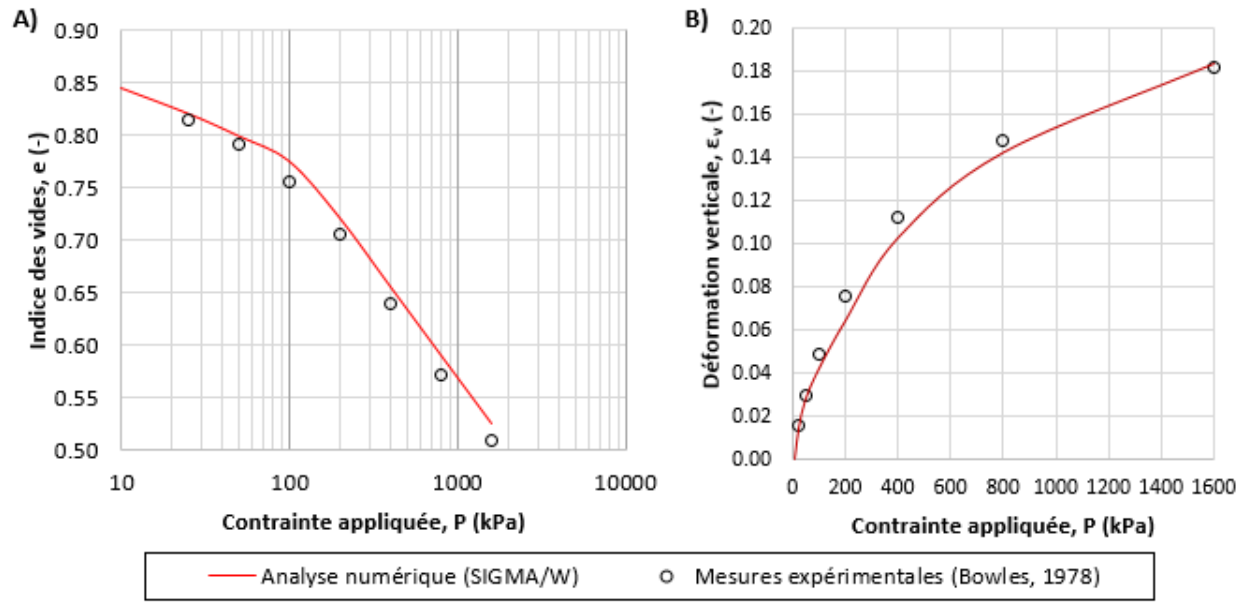 A)
Indice des vides, e (-)
0.90
0.85
0.80
0.75
0.70
0.65
0.60
0.55
0.50
10 100 1000 10000
Contrainte appliquée, P (kPa)
B)
Déformation verticale, εv (-)
0.20
0.18
0.16
0.14
0.12
0.10
0.08
0.06
0.04
0.02
0.00
0 200 400 600 800 1000 1200 1400 1600
Contrainte appliquée, P (kPa)
Analyse numérique (SIGMA/W) Mesures expérimentales (Bowles, 1978)